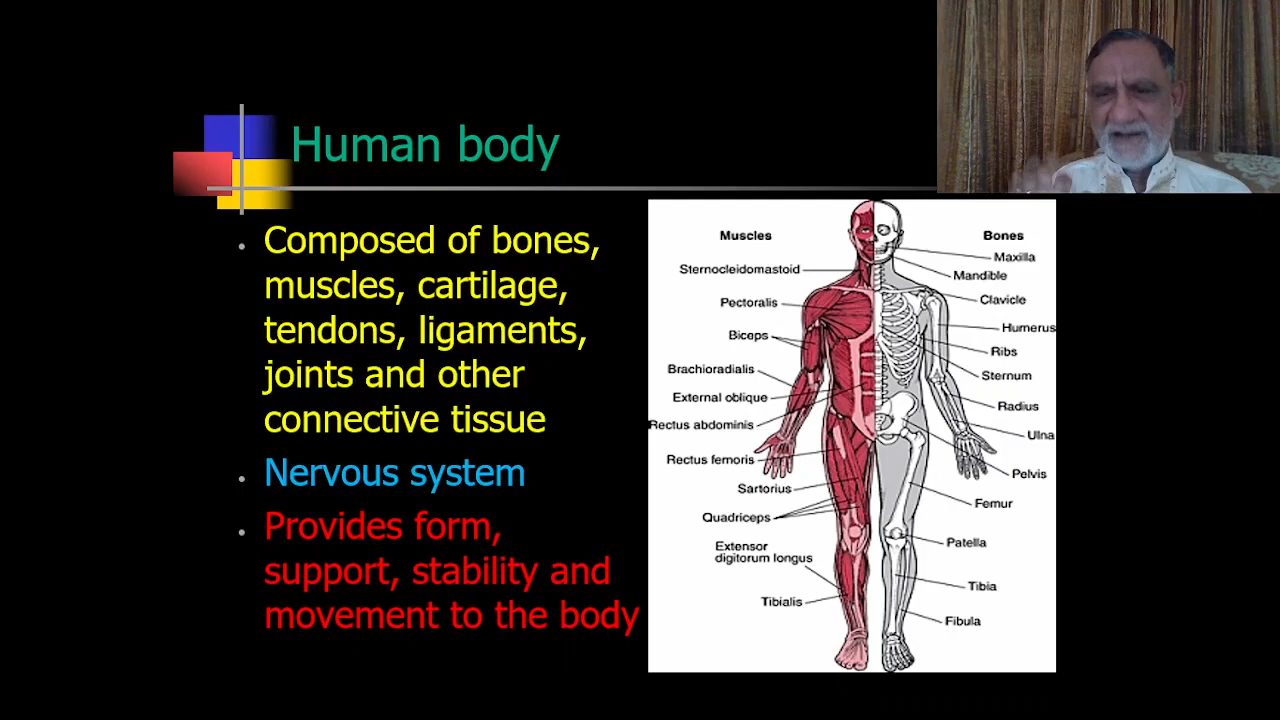 Human body
Composed of bones,
muscles, cartilage,
tendons, ligaments,
joints and other
connective tissue
Nervous system
Provides form,
support, stability and
movement to the body
Muscles
Sternocleidomastoid
Pectoralis
Biceps
Brachioradialis
External oblique
Rectus abdominis
Rectus femoris
Sartorius
Quadriceps
Extensor
digitorum longus
Tibialis
Bones
Maxilla
Mandible
Clavicle
Humerus
Ribs
Sternum
Radius
Ulna
Pelvis
Femur
Patella
Tibia
Fibula